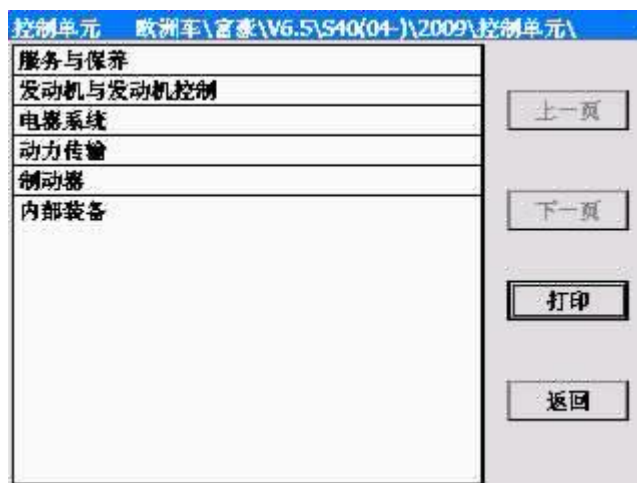 控制单元 欧洲车\富豪\V6.5\S40(04-)\2009\控制单元\
服务与保养
发动机与发动机控制
电器系统
动力传输
制动器
内部装备
上一页
下一页
打印
返回